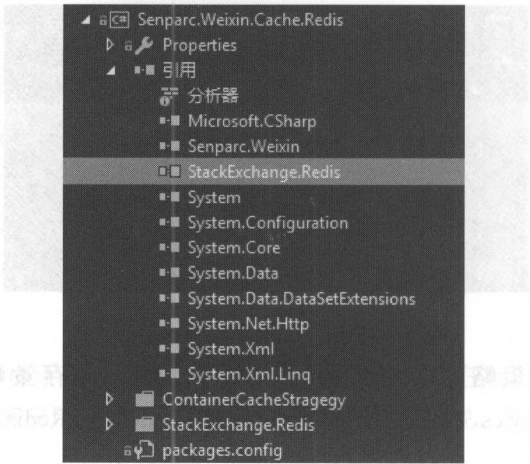 Senparc.Weixin.Cache.Redis
Properties
引用
分析器
Microsoft.CSharp
Senparc.Weixin
StackExchange.Redis
System
System.Configuration
System.Core
System.Data
System.Data.DataSetExtensions
System.Net.Http
System.Xml
System.Xml.Linq
ContainerCacheStragegy
StackExchange.Redis
packages.config